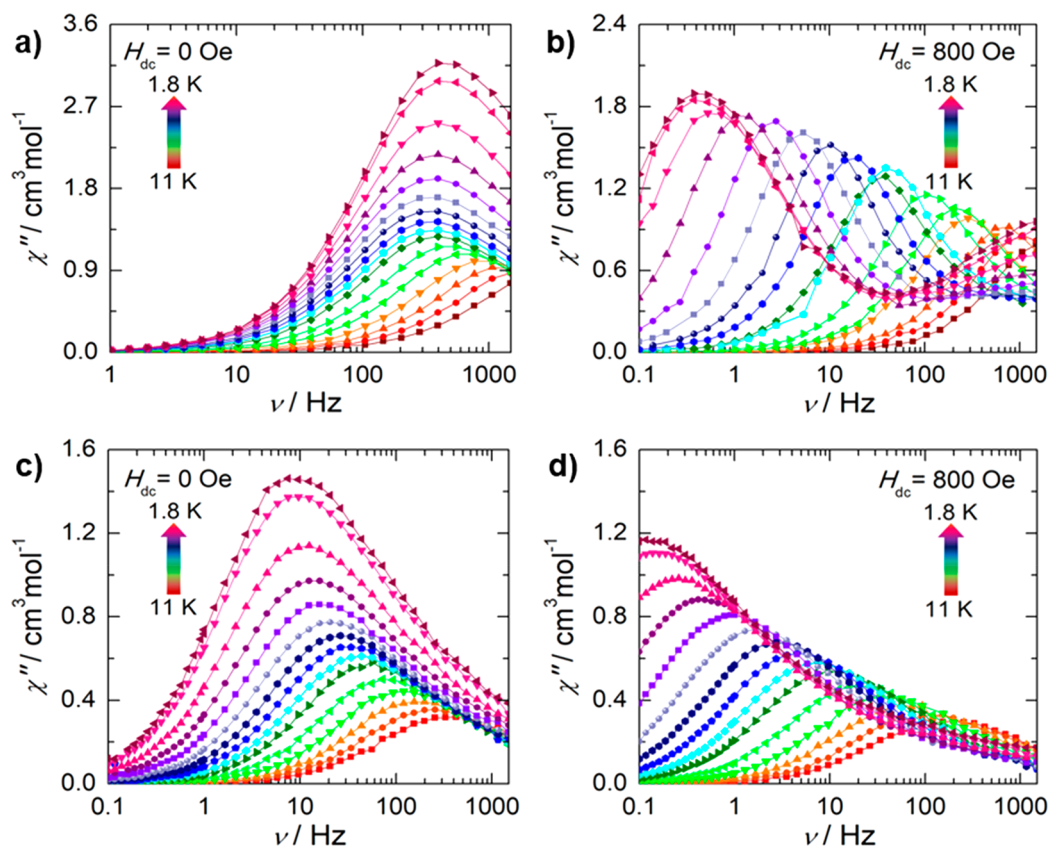 a)
H_dc = 0 Oe
1.8 K
11 K
3.6
2.7
1.8
0.9
0.0
χ″ / cm³mol⁻¹
1
10
100
1000
ν / Hz
b)
H_dc = 800 Oe
1.8 K
11 K
2.4
1.8
1.2
0.6
0.0
χ″ / cm³mol⁻¹
0.1
1
10
100
1000
ν / Hz
c)
H_dc = 0 Oe
1.8 K
11 K
1.6
1.2
0.8
0.4
0.0
χ″ / cm³mol⁻¹
0.1
1
10
100
1000
ν / Hz
d)
H_dc = 800 Oe
1.8 K
11 K
1.6
1.2
0.8
0.4
0.0
χ″ / cm³mol⁻¹
0.1
1
10
100
1000
ν / Hz